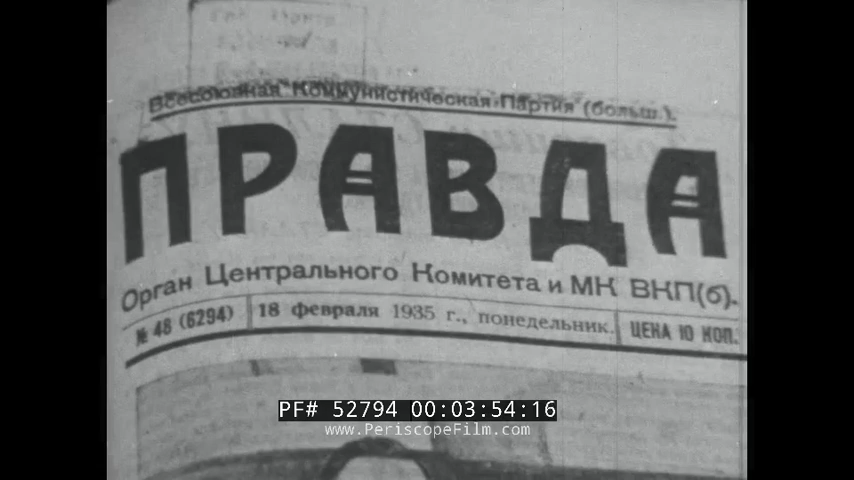 Всесоюзная Коммунистическая Партия (больш.).
ПРАВДА
Орган Центрального Комитета и МК ВКП(б).
№ 48 (6294) 18 февраля 1935 г., понедельник. ЦЕНА 10 КОП.
PF# 52794 00:03:54:16
www.PeriscopeFilm.com